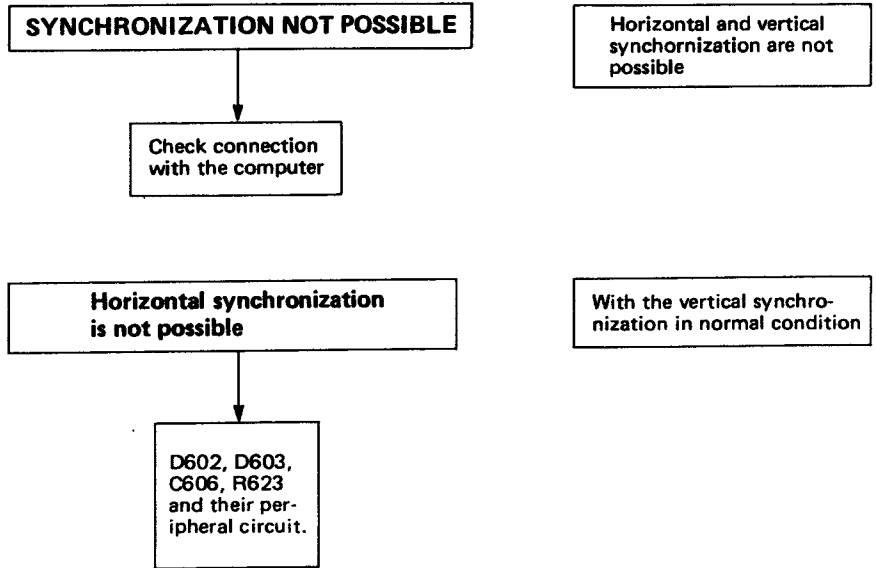 SYNCHRONIZATION NOT POSSIBLE
Horizontal and vertical
synchornization are not
possible
Check connection
with the computer
Horizontal synchronization
is not possible
With the vertical synchro-
nization in normal condition
D602, D603,
C606, R623
and their per-
ipheral circuit.